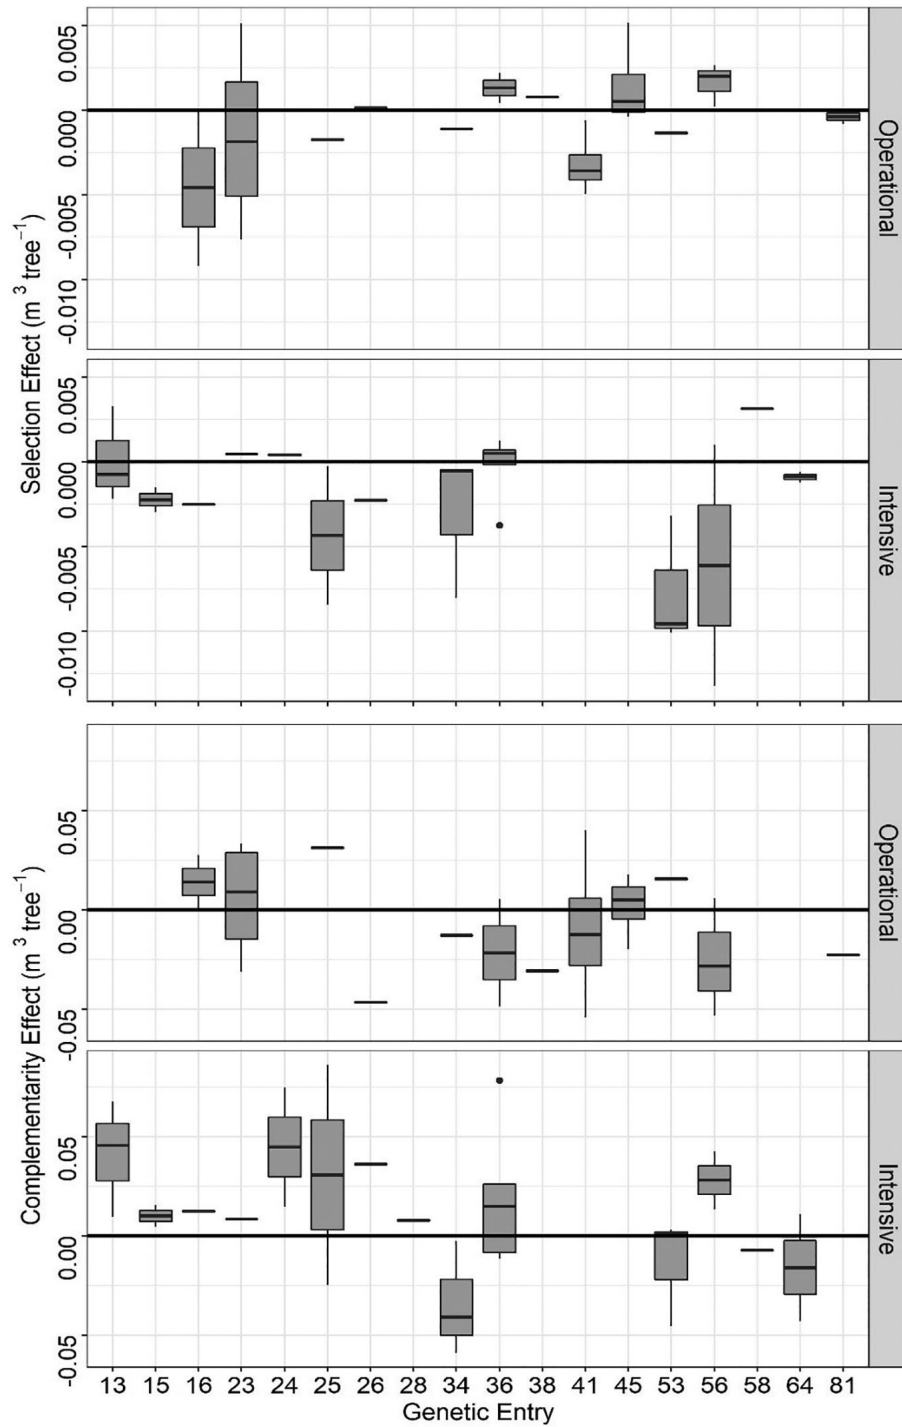 Selection Effect (m ³ tree⁻¹)
0.005
0.000
-0.005
-0.010
Operational
0.005
0.000
-0.005
-0.010
Intensive
Complementarity Effect (m ³ tree⁻¹)
0.05
0.00
-0.05
Operational
0.05
0.00
-0.05
Intensive
13 15 16 23 24 25 26 28 34 36 38 41 45 53 56 58 64 81
Genetic Entry